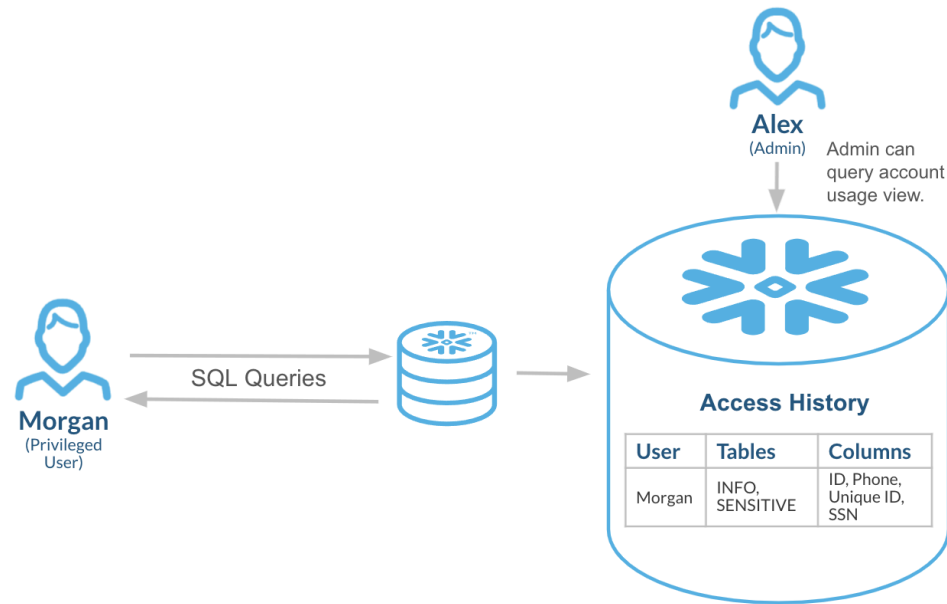 Alex
(Admin)
Admin can
query account
usage view.
SQL Queries
Morgan
(Privileged
User)
Access History
User Tables Columns
Morgan
INFO,
SENSITIVE
ID, Phone,
Unique ID,
SSN